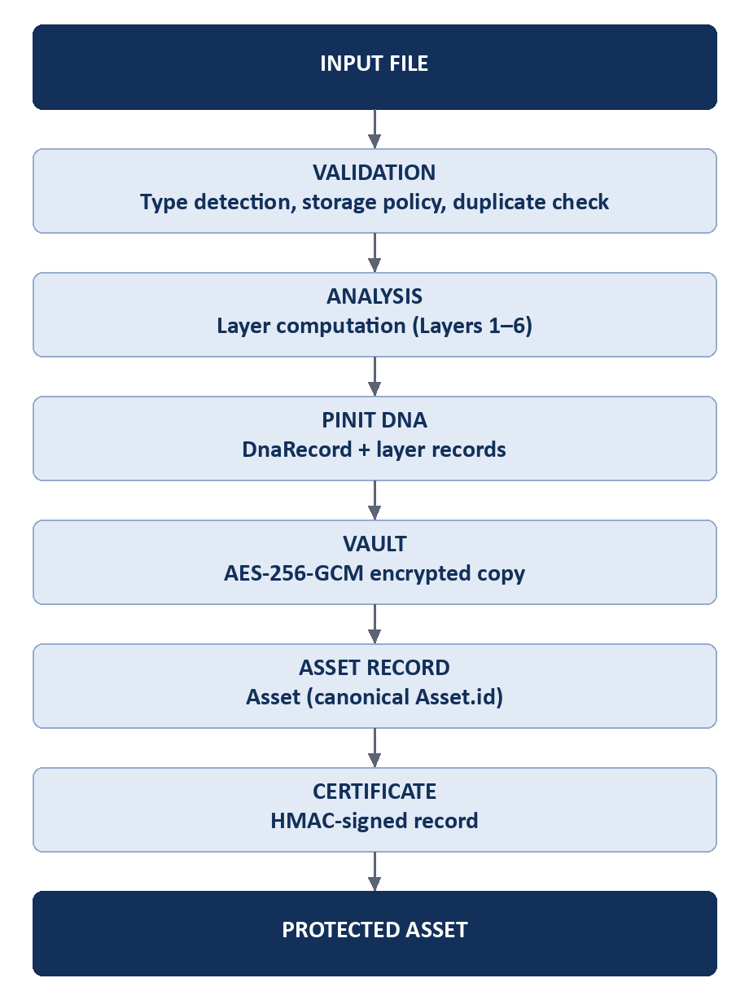 INPUT FILE
VALIDATION
Type detection, storage policy, duplicate check
ANALYSIS
Layer computation (Layers 1–6)
PINIT DNA
DnaRecord + layer records
VAULT
AES-256-GCM encrypted copy
ASSET RECORD
Asset (canonical Asset.id)
CERTIFICATE
HMAC-signed record
PROTECTED ASSET